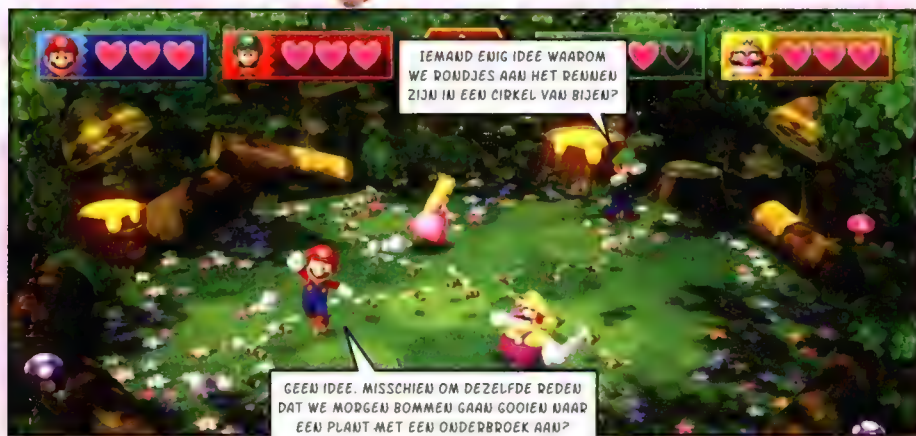 IEMAND ENIG IDEE WAAROM
WE RONDJES AAN HET RENNEN
ZIJN IN EEN CIRKEL VAN BIJEN?
GEEN IDEE. MISSCHIEN OM DEZELFDE REDEN
DAT WE MORGEN BOMMEN GAAN GOOIEN NAAR
EEN PLANT MET EEN ONDERBROEK AAN?